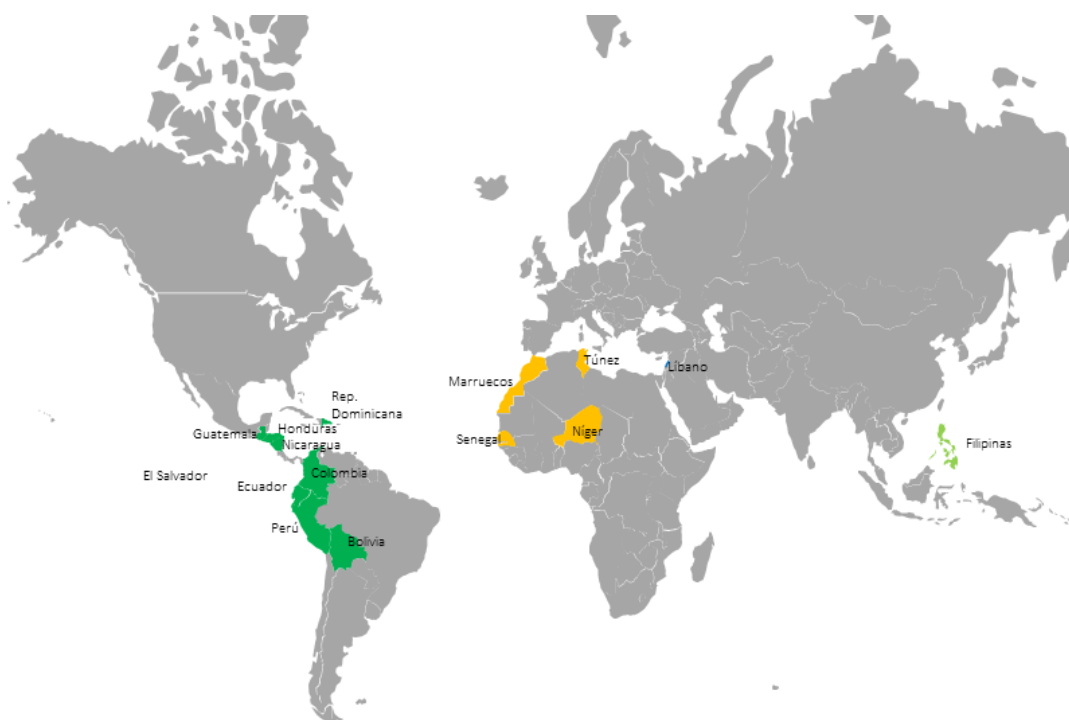 Túnez
Líbano
Marruecos
Rep.
Dominicana
Guatemala
Honduras
Nicaragua
Senegal
Níger
Filipinas
El Salvador
Colombia
Ecuador
Perú
Bolivia